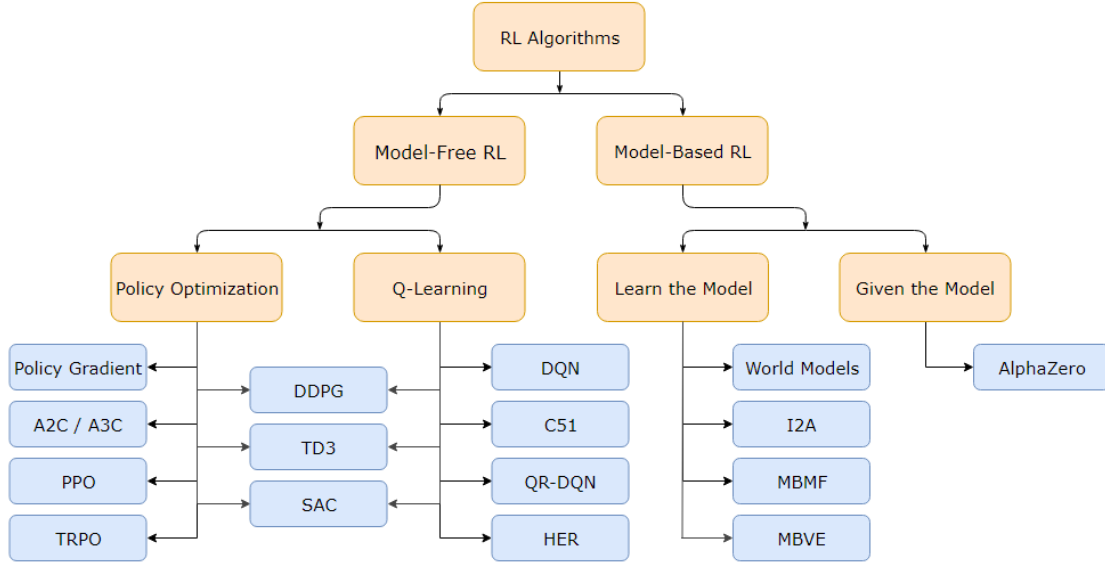 RL Algorithms
Model-Free RL
Model-Based RL
Policy Optimization
Q-Learning
Learn the Model
Given the Model
Policy Gradient
DDPG
DQN
World Models
AlphaZero
A2C / A3C
TD3
C51
I2A
PPO
SAC
QR-DQN
MBMF
TRPO
HER
MBVE